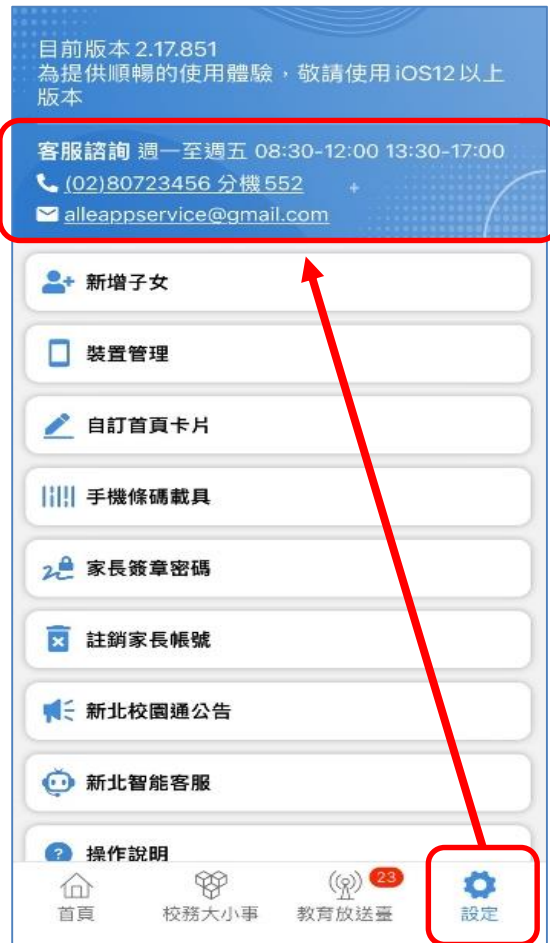 目前版本 2.17.851
為提供順暢的使用體驗，敬請使用 iOS12 以上
版本
客服諮詢 週一至週五 08:30-12:00 13:30-17:00
(02)80723456 分機 552
alleappservice@gmail.com
新增子女
裝置管理
自訂首頁卡片
手機條碼載具
家長簽章密碼
註銷家長帳號
新北校園通公告
新北智能客服
? 操作說明
23
首頁 校務大小事 教育放送臺 設定